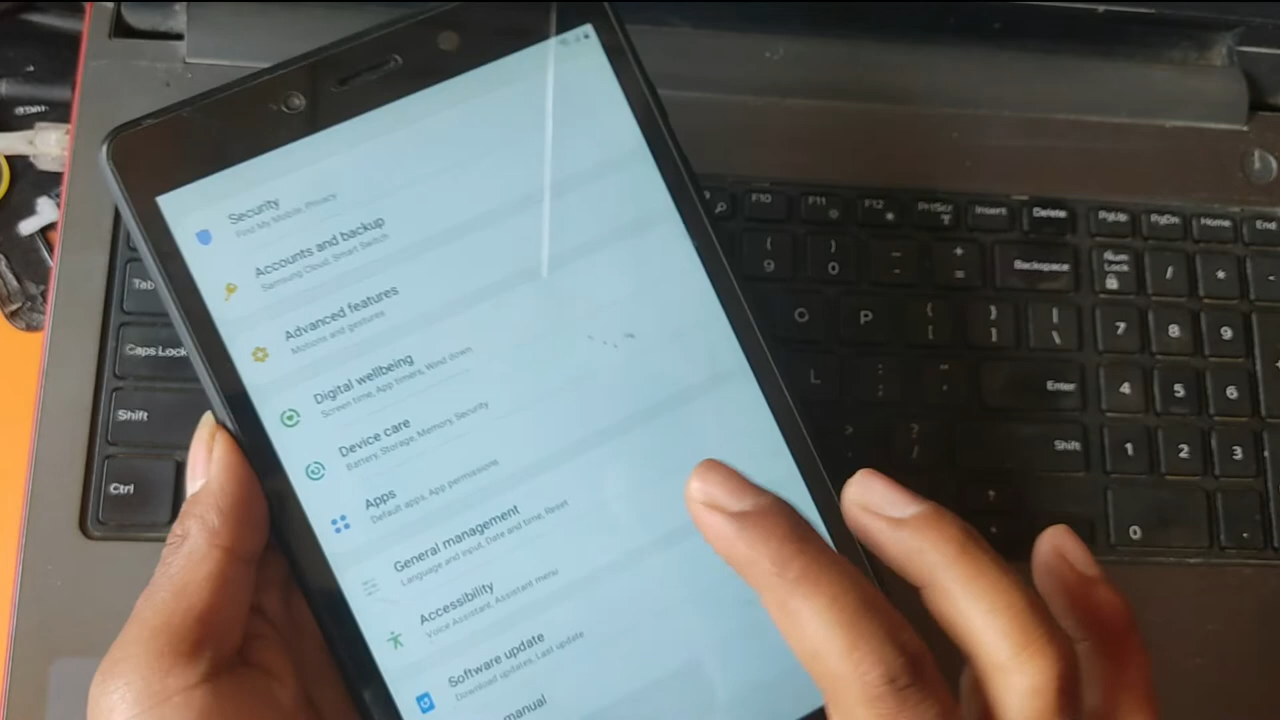 Security
Find My Mobile, Privacy
Accounts and backup
Samsung Cloud, Smart Switch
Advanced features
Motions and gestures
Digital wellbeing
Screen time, App timers, Wind down
Device care
Battery, Storage, Memory, Security
Apps
Default apps, App permissions
General management
Language and input, Date and time, Reset
Accessibility
Voice Assistant, Assistant menu
Software update
Download updates, Last update
manual
F10
F11
F12
PrtScr
Insert
Delete
PgUp
PgDn
Home
End
( 9
) 0
_ -
+ =
Backspace
Num Lock
/
*
-
Tab
O
P
{ [
} ]
| \
7
8
9
Caps Lock
L
: ;
" '
Enter
4
5
6
Shift
>
? /
Shift
1
2
3
Ctrl
0
.